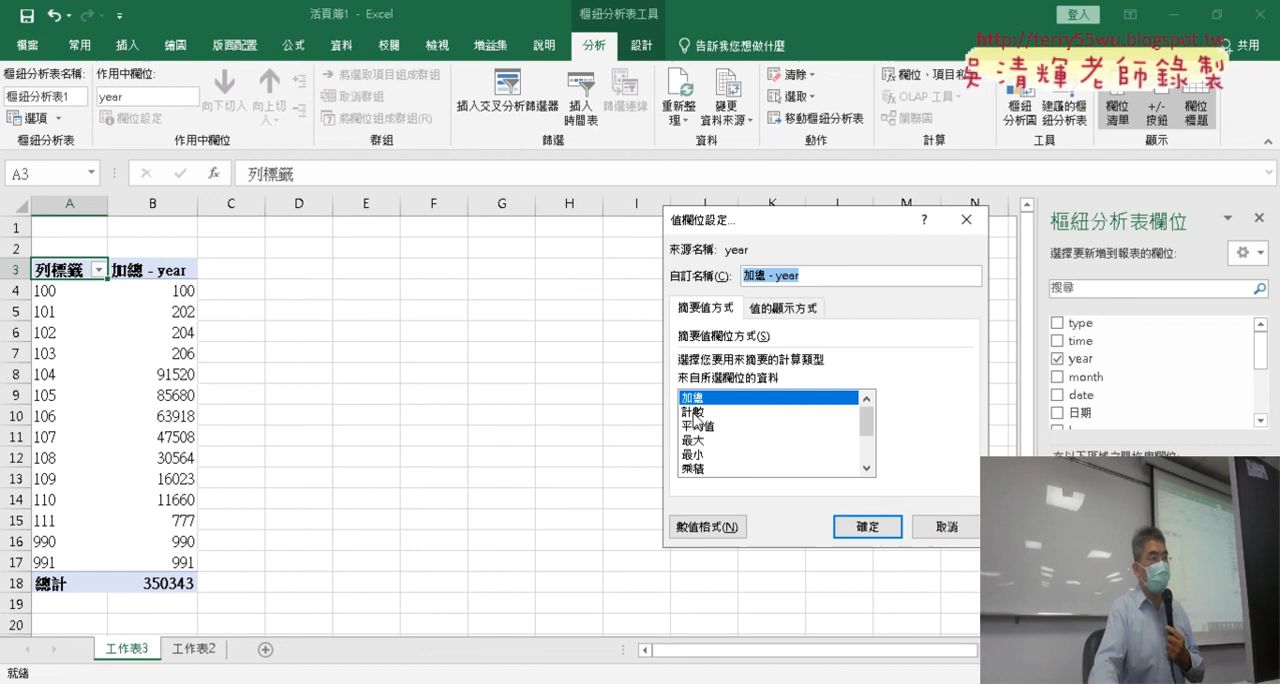 活頁簿1 - Excel
樞紐分析表工具
登入
檔案 常用 插入 繪圖 版面配置 公式 資料 校閱 檢視 增益集 說明 分析 設計 告訴我您想做什麼 共用
http://terry55wu.blogspot.tw
吳清輝老師錄製
樞紐分析表名稱:
樞紐分析表1
選項
樞紐分析表
作用中欄位:
year
欄位設定
向下切入
向上切入
作用中欄位
將選取項目組成群組
取消群組
將欄位組成群組(R)
群組
插入交叉分析篩選器
插入時間表
篩選連線
篩選
重新整理
變更資料來源
資料
清除
選取
移動樞紐分析表
動作
欄位、項目和
OLAP 工具
關聯圖
計算
樞紐分析圖
建議的樞紐分析表
工具
欄位清單
+/- 按鈕
欄位標題
顯示
A3
fx
列標籤
A B C D E F G H I J K L M N
1
2
3 列標籤 加總 - year
4 100 100
5 101 202
6 102 204
7 103 206
8 104 91520
9 105 85680
10 106 63918
11 107 47508
12 108 30564
13 109 16023
14 110 11660
15 111 777
16 990 990
17 991 991
18 總計 350343
19
20
值欄位設定...
?
來源名稱: year
自訂名稱(C): 加總 - year
摘要值方式 值的顯示方式
摘要值欄位方式(S)
選擇您要用來摘要的計算類型
來自所選欄位的資料
加總
計數
平均值
最大
最小
乘積
數值格式(N) 確定 取消
樞紐分析表欄位
選擇要新增到報表的欄位:
搜尋
type
time
year
month
date
日期
工作表3 工作表2
就緒